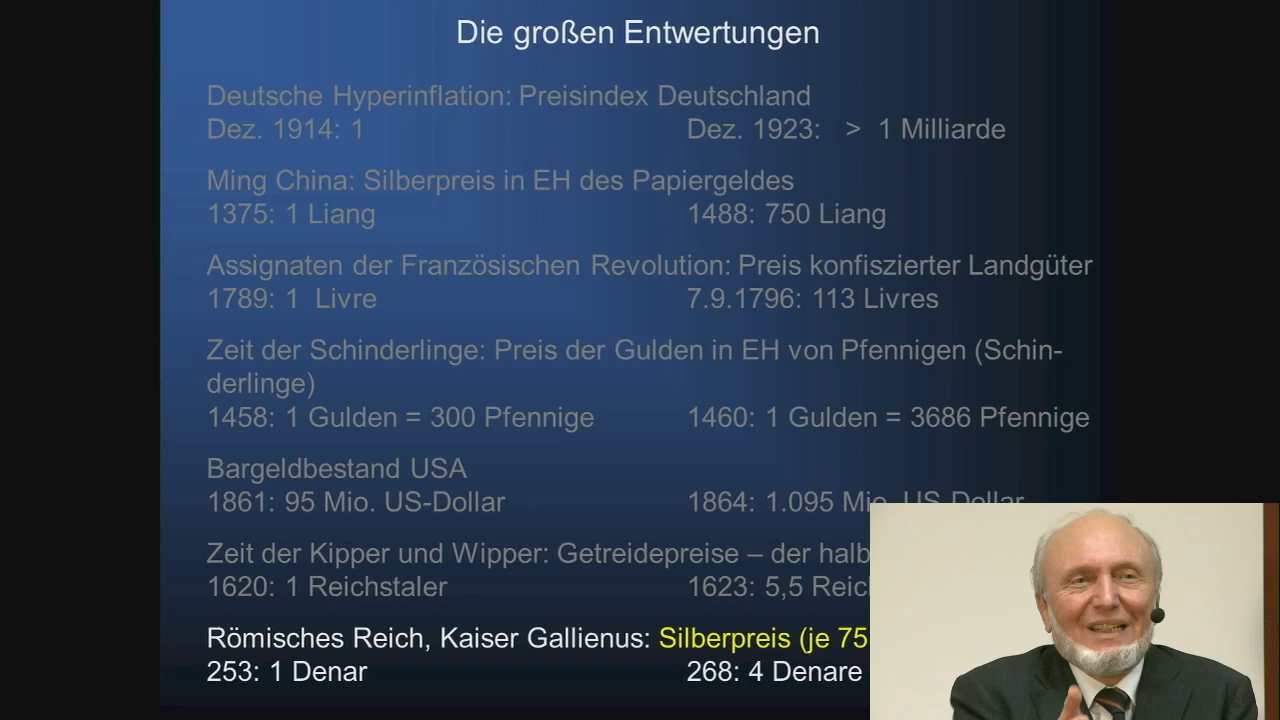 Die großen Entwertungen
Deutsche Hyperinflation: Preisindex Deutschland
Dez. 1914: 1 Dez. 1923: > 1 Milliarde
Ming China: Silberpreis in EH des Papiergeldes
1375: 1 Liang 1488: 750 Liang
Assignaten der Französischen Revolution: Preis konfiszierter Landgüter
1789: 1 Livre 7.9.1796: 113 Livres
Zeit der Schinderlinge: Preis der Gulden in EH von Pfennigen (Schin-
derlinge)
1458: 1 Gulden = 300 Pfennige 1460: 1 Gulden = 3686 Pfennige
Bargeldbestand USA
1861: 95 Mio. US-Dollar 1864: 1.095 Mio. US-Dollar
Zeit der Kipper und Wipper: Getreidepreise – der halb
1620: 1 Reichstaler 1623: 5,5 Reic
Römisches Reich, Kaiser Gallienus: Silberpreis (je 75
253: 1 Denar 268: 4 Denare